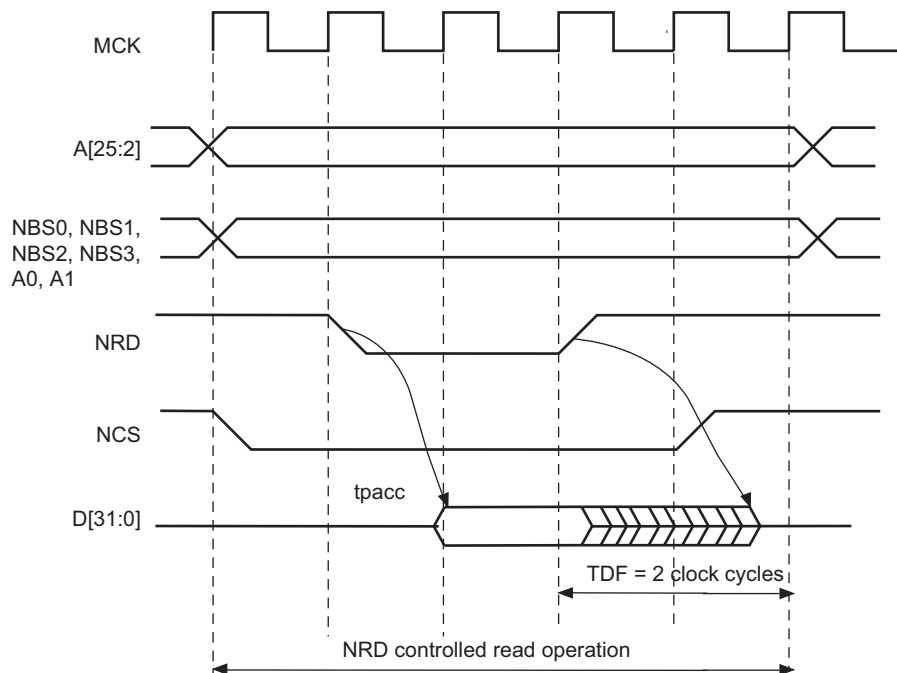 MCK
A[25:2]
NBS0, NBS1,
NBS2, NBS3,
A0, A1
NRD
NCS
tpacc
D[31:0]
TDF = 2 clock cycles
NRD controlled read operation